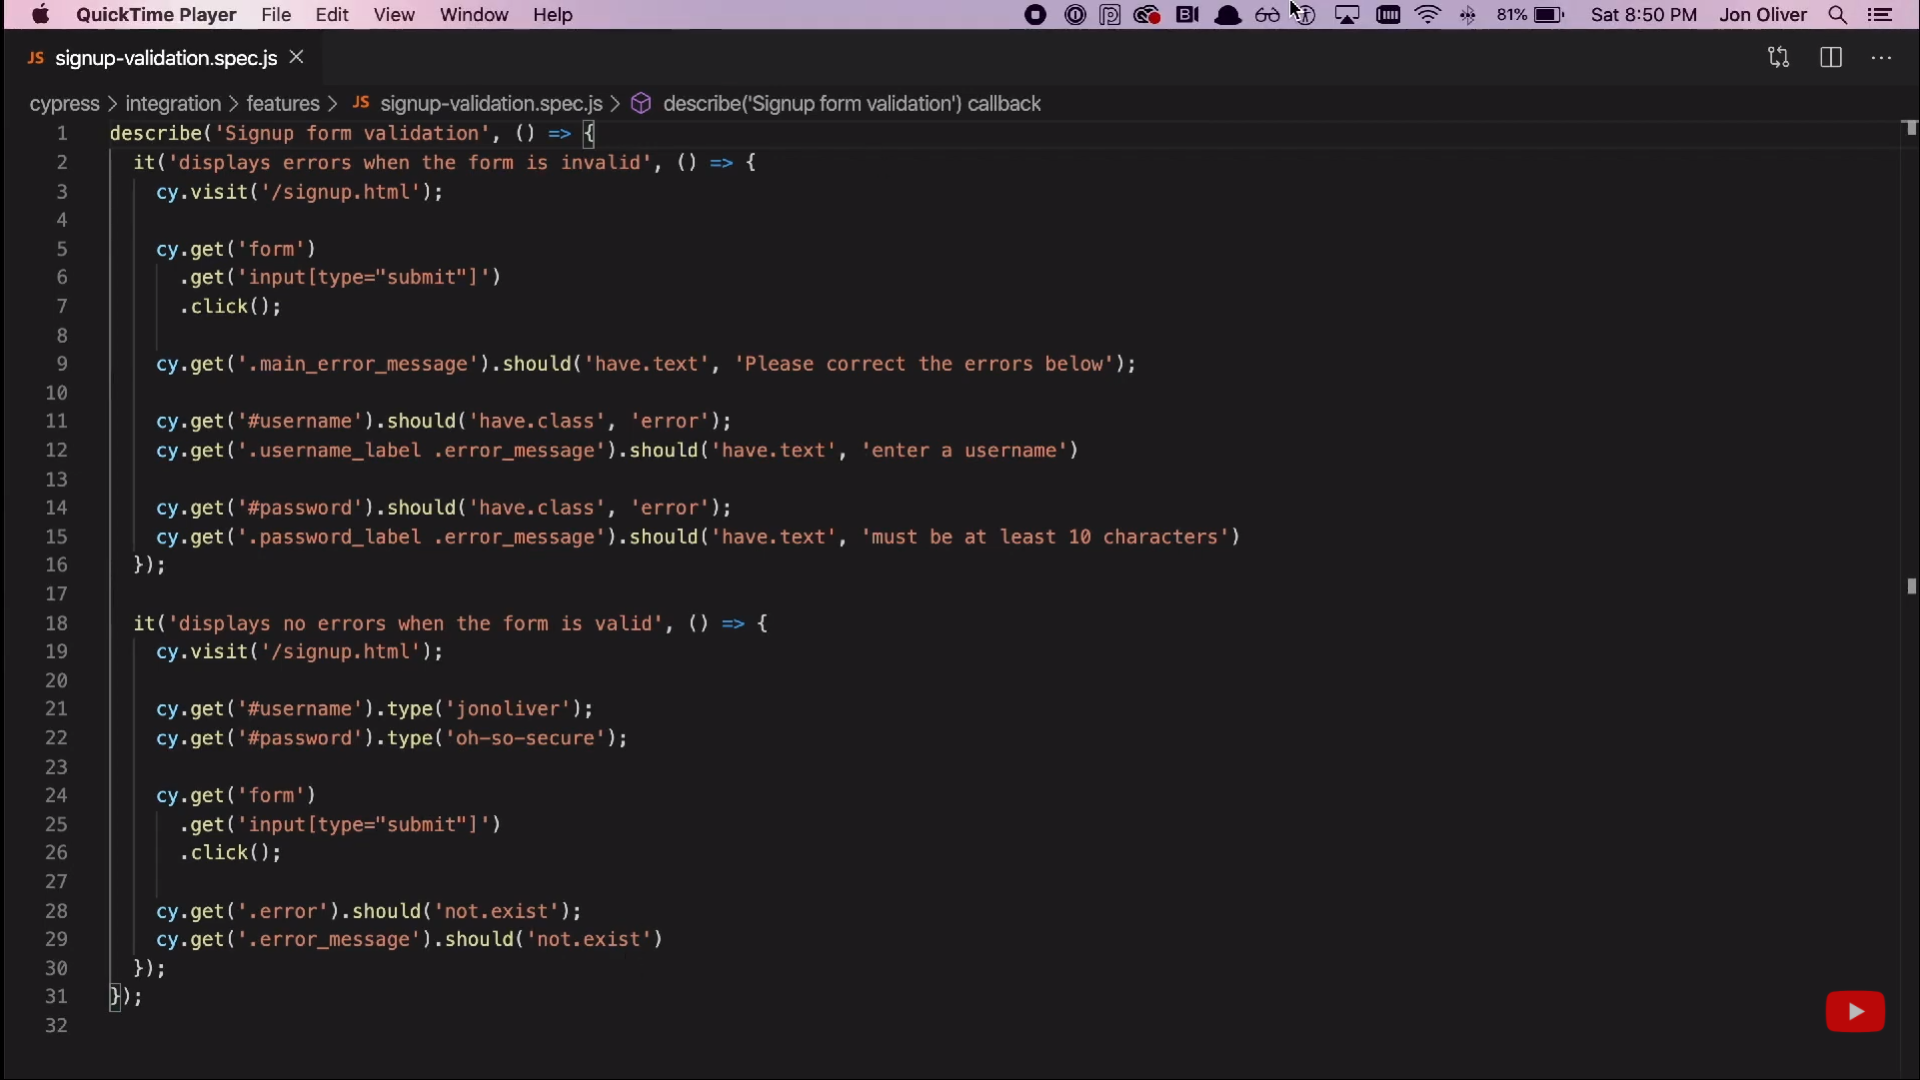 QuickTime Player File Edit View Window Help 81% Sat 8:50 PM Jon Oliver
JS signup-validation.spec.js
cypress > integration > features > JS signup-validation.spec.js > describe('Signup form validation') callback
1 describe('Signup form validation', () => {
2 it('displays errors when the form is invalid', () => {
3 cy.visit('/signup.html');
4
5 cy.get('form')
6 .get('input[type="submit"]')
7 .click();
8
9 cy.get('.main_error_message').should('have.text', 'Please correct the errors below');
10
11 cy.get('#username').should('have.class', 'error');
12 cy.get('.username_label .error_message').should('have.text', 'enter a username')
13
14 cy.get('#password').should('have.class', 'error');
15 cy.get('.password_label .error_message').should('have.text', 'must be at least 10 characters')
16 });
17
18 it('displays no errors when the form is valid', () => {
19 cy.visit('/signup.html');
20
21 cy.get('#username').type('jonoliver');
22 cy.get('#password').type('oh-so-secure');
23
24 cy.get('form')
25 .get('input[type="submit"]')
26 .click();
27
28 cy.get('.error').should('not.exist');
29 cy.get('.error_message').should('not.exist')
30 });
31 });
32